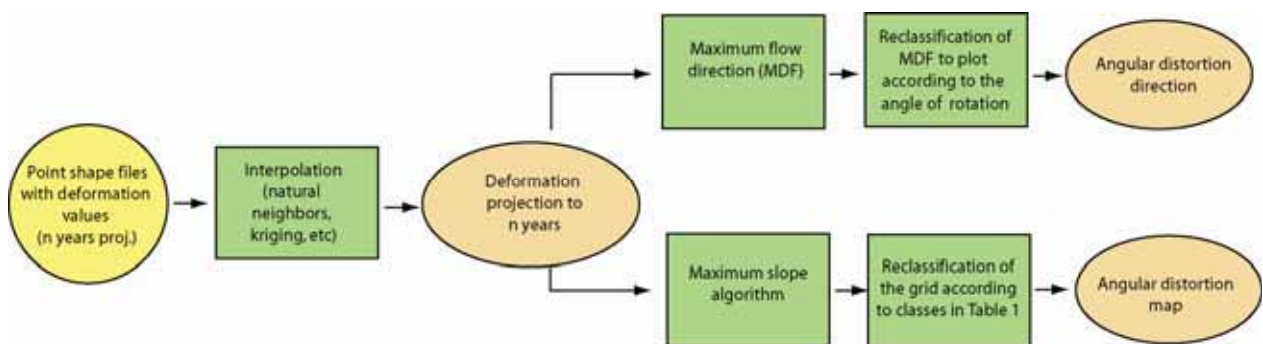 Point shape files
with deformation
values
(n years proj.)
Interpolation
(natural
neighbors,
kriging, etc)
Deformation
projection to
n years
Maximum flow
direction (MDF)
Reclassification of
MDF to plot
according to the
angle of rotation
Angular distortion
direction
Maximum slope
algorithm
Reclassification of
the grid according
to classes in Table 1
Angular distortion
map